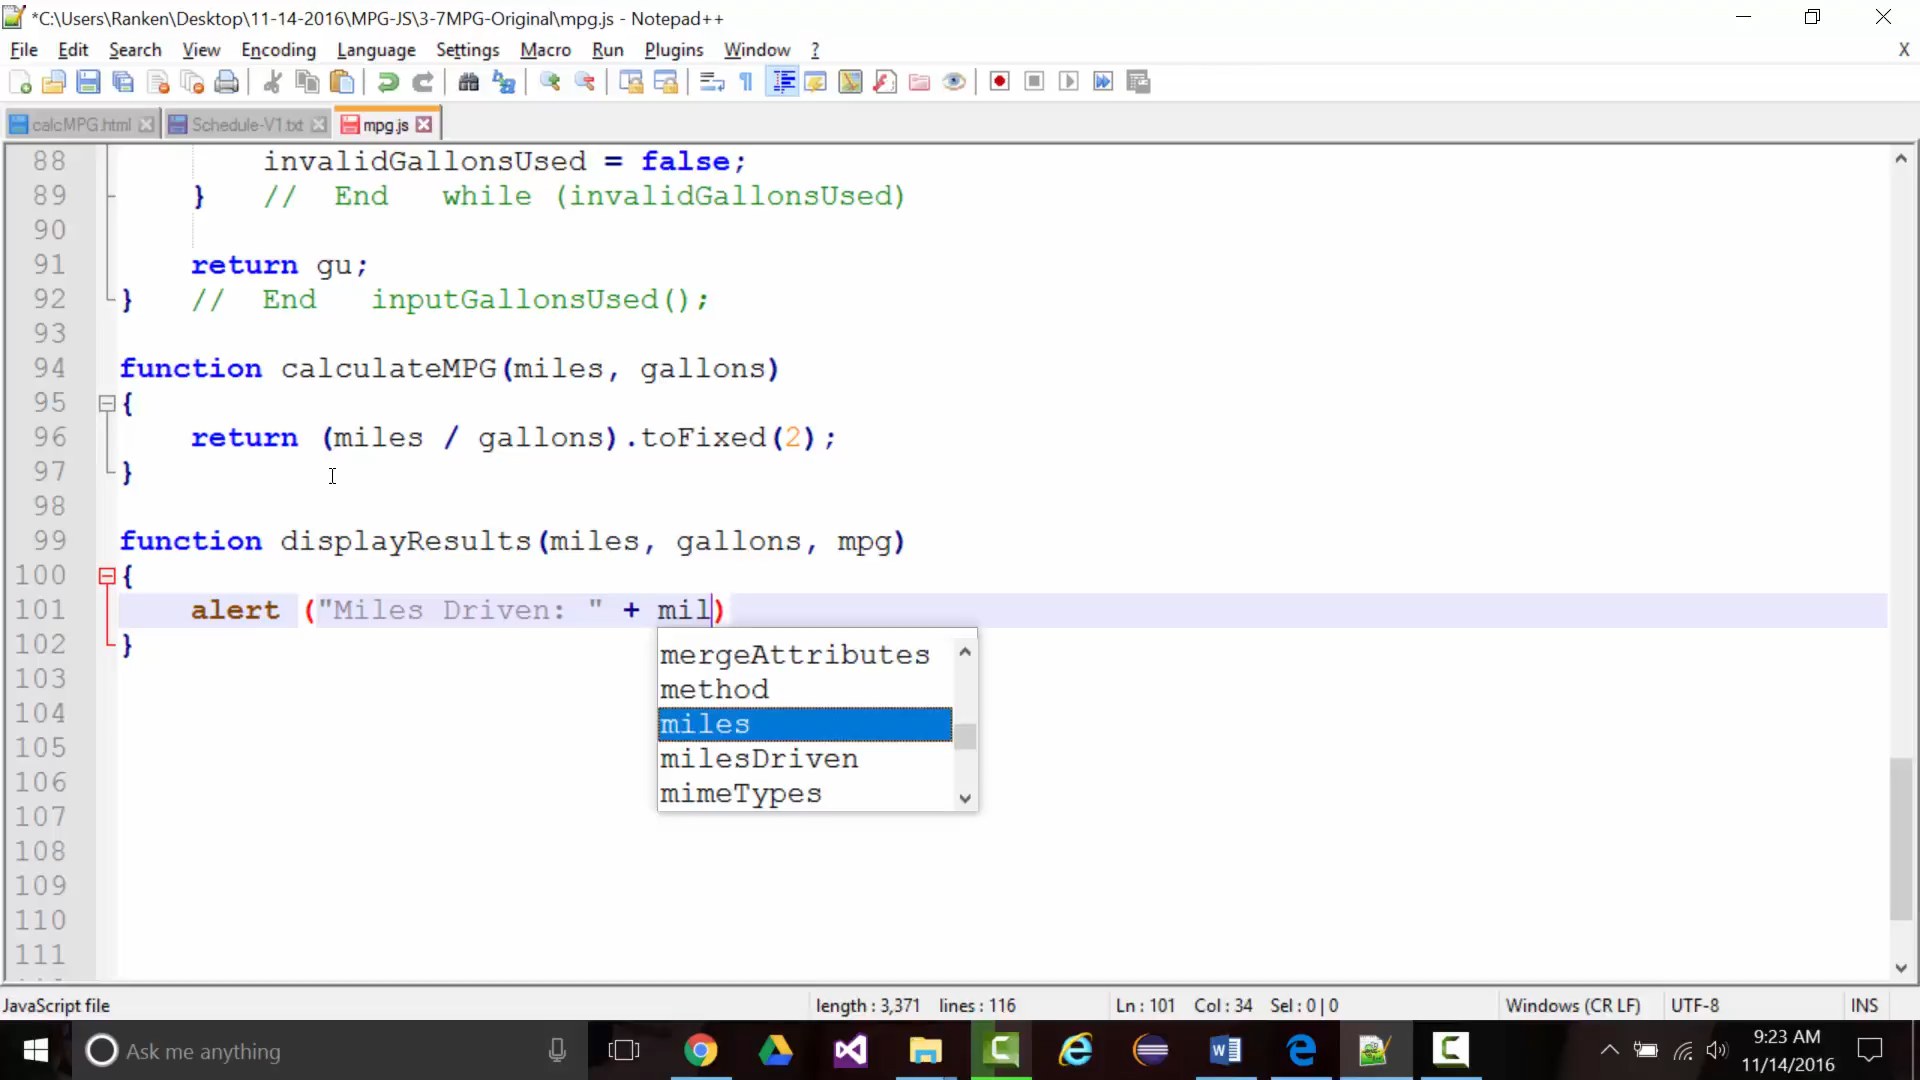 *C:\Users\Ranken\Desktop\11-14-2016\MPG-JS\3-7MPG-Original\mpg.js - Notepad++
File Edit Search View Encoding Language Settings Macro Run Plugins Window ? X
calcMPG.html Schedule-V1.txt mpg.js
88 invalidGallonsUsed = false;
89 } // End while (invalidGallonsUsed)
90
91 return gu;
92 } // End inputGallonsUsed();
93
94 function calculateMPG(miles, gallons)
95 {
96 return (miles / gallons).toFixed(2);
97 }
98
99 function displayResults(miles, gallons, mpg)
100 {
101 alert ("Miles Driven: " + mil)
102 }
mergeAttributes
103
method
104
miles
milesDriven
105
mimeTypes
106
107
108
109
110
111
JavaScript file length : 3,371 lines : 116 Ln : 101 Col : 34 Sel : 0 | 0 Windows (CR LF) UTF-8 INS
Ask me anything
9:23 AM
11/14/2016